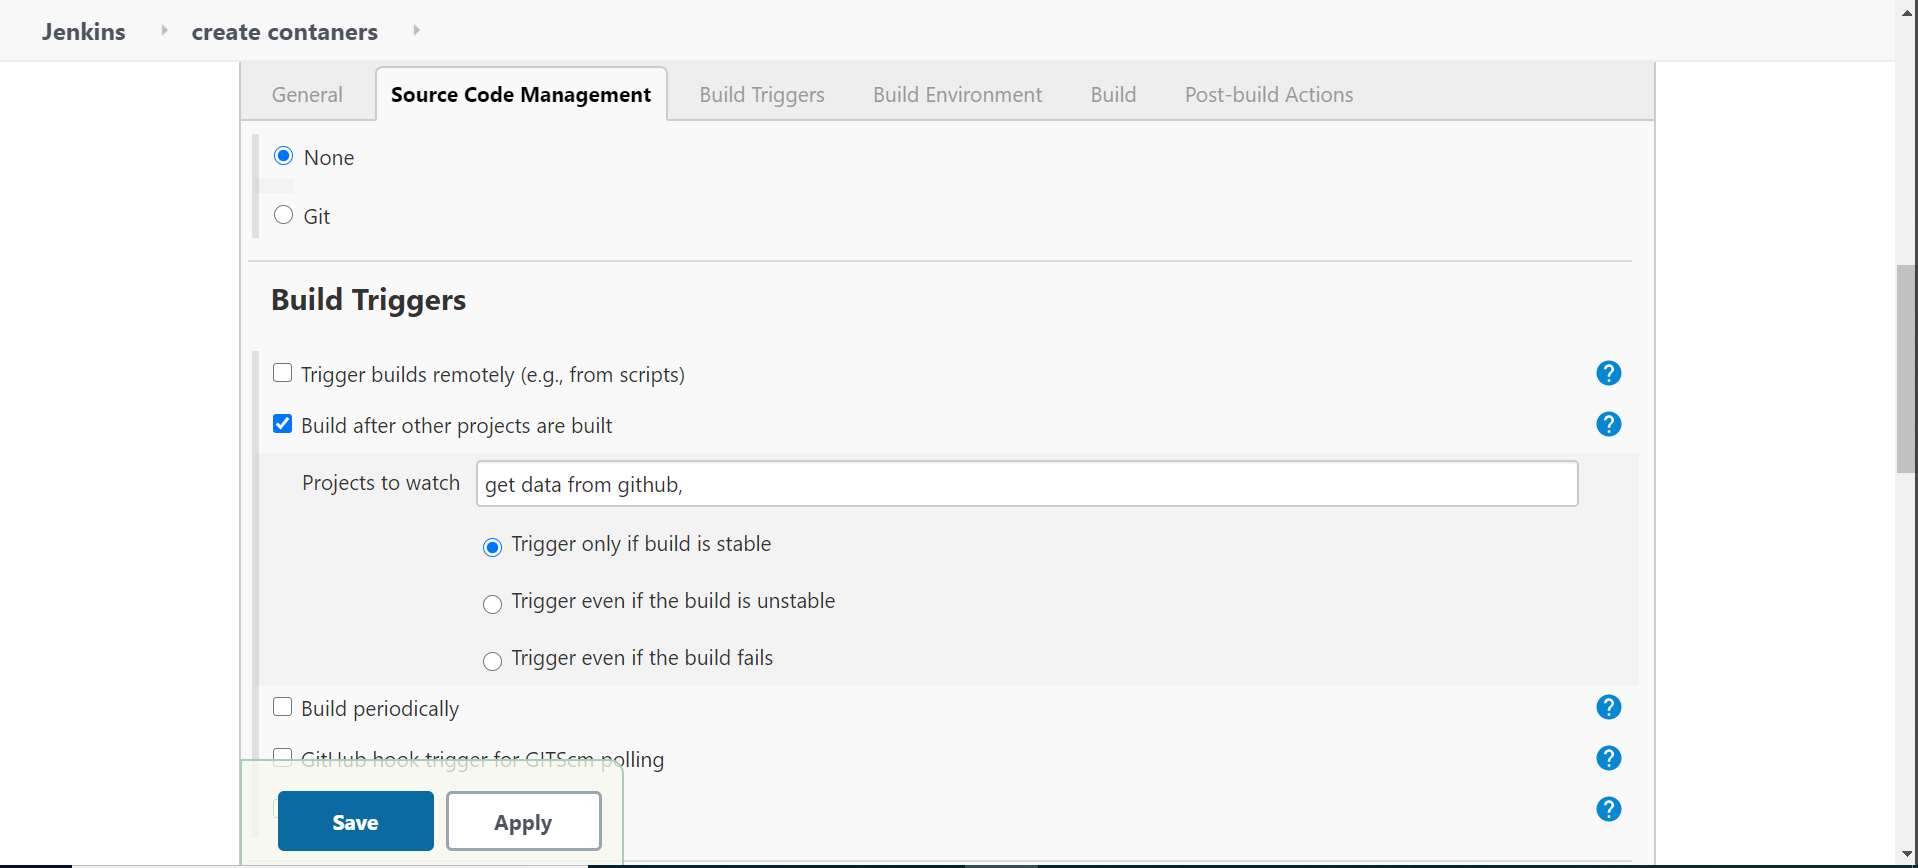 Jenkins create contaners
General Source Code Management Build Triggers Build Environment Build Post-build Actions
None
Git
Build Triggers
Trigger builds remotely (e.g., from scripts)
?
Build after other projects are built
?
Projects to watch get data from github,
Trigger only if build is stable
Trigger even if the build is unstable
Trigger even if the build fails
Build periodically
?
GitHub hook trigger for GITScm polling
?
Save Apply
?